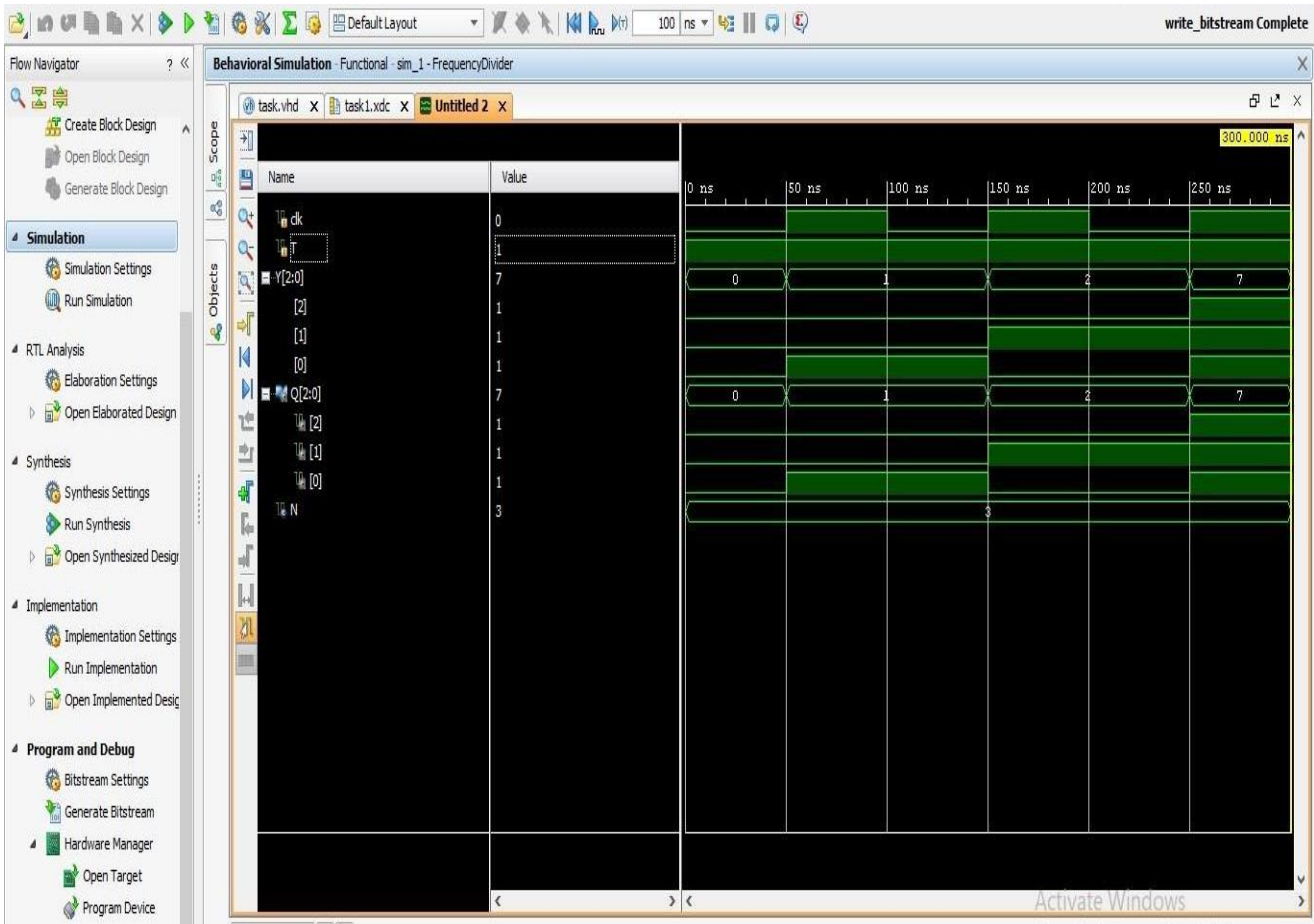 Default Layout 100 ns write_bitstream Complete
Flow Navigator ? «
Behavioral Simulation - Functional - sim_1 - FrequencyDivider X
Create Block Design
Open Block Design
Generate Block Design
Simulation
Simulation Settings
Run Simulation
RTL Analysis
Elaboration Settings
Open Elaborated Design
Synthesis
Synthesis Settings
Run Synthesis
Open Synthesized Design
Implementation
Implementation Settings
Run Implementation
Open Implemented Desig
Program and Debug
Bitstream Settings
Generate Bitstream
Hardware Manager
Open Target
Program Device
Scope
Objects
task.vhd x task1.xdc x Untitled 2 x
300.000 ns
Name Value
0 ns 50 ns 100 ns 150 ns 200 ns 250 ns
clk 0
T 1
Y[2:0] 7 0 1 2 7
[2] 1
[1] 1
[0] 1
Q[2:0] 7 0 1 2 7
[2] 1
[1] 1
[0] 1
N 3 3
Activate Windows